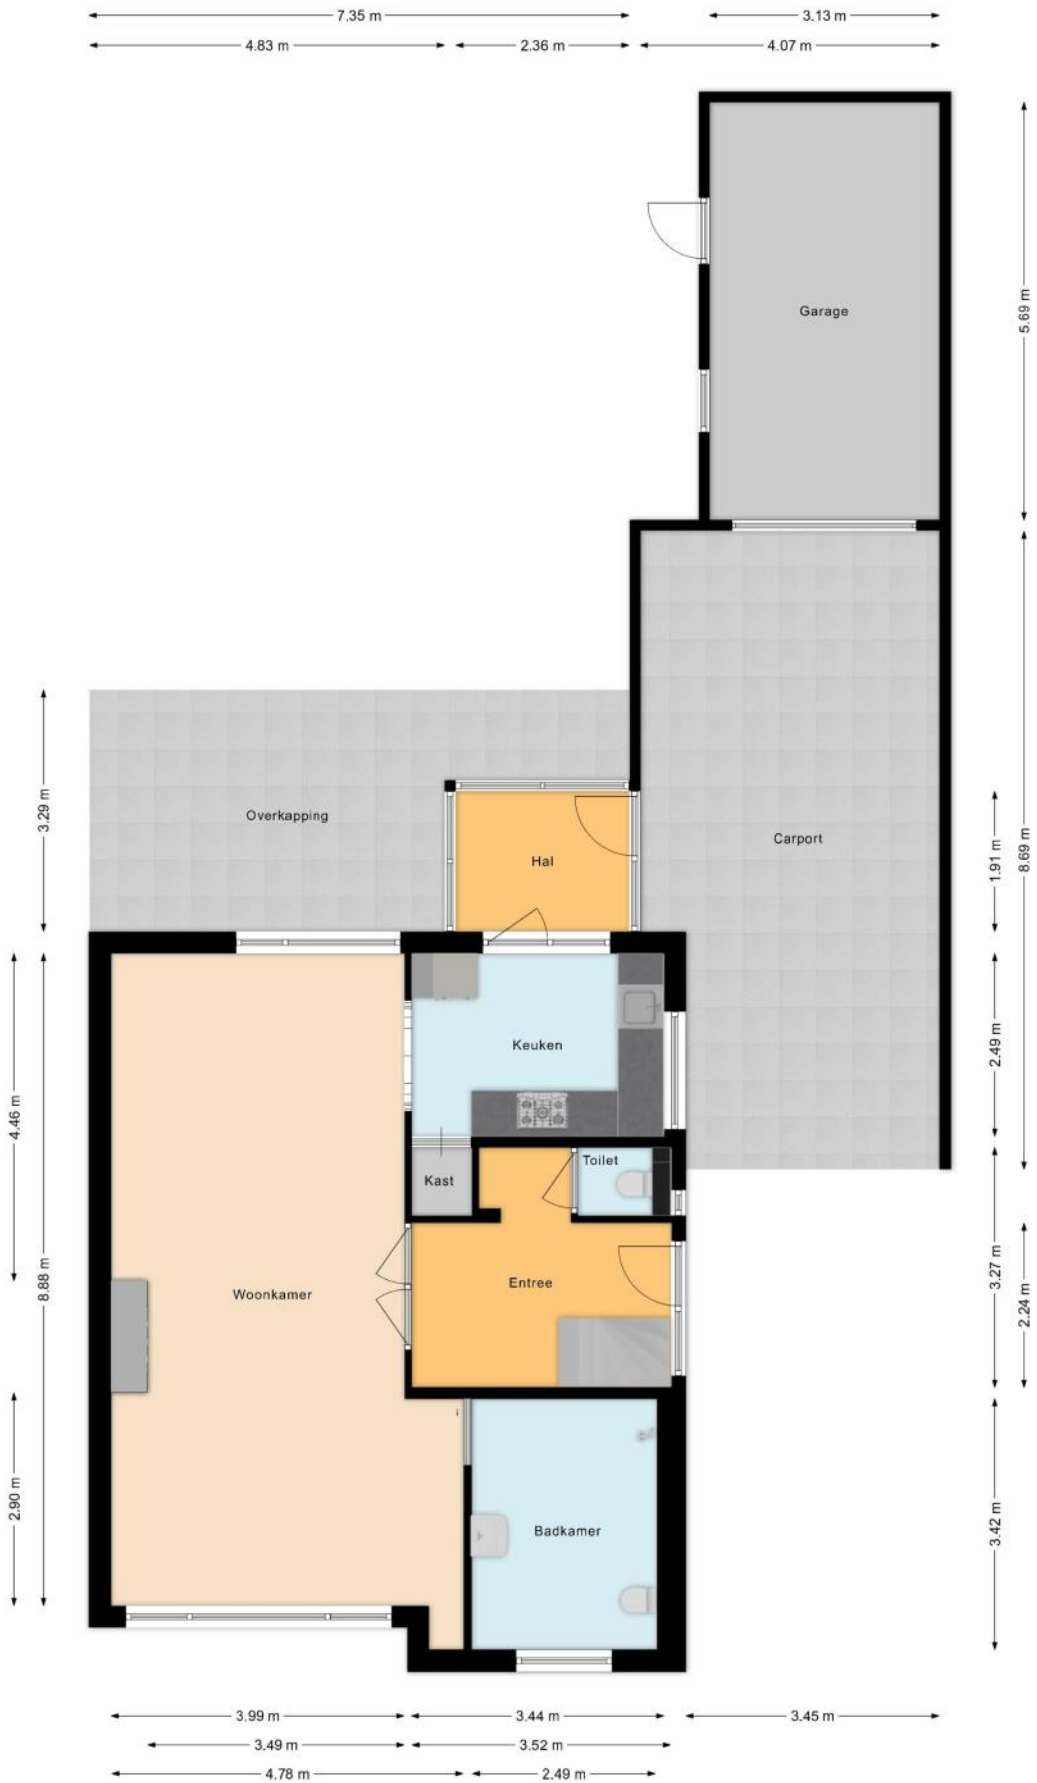 7.35 m
3.13 m
4.83 m
2.36 m
4.07 m
Garage
5.69 m
Overkapping
3.29 m
Hal
Carport
1.91 m
8.69 m
Keuken
2.49 m
4.46 m
Toilet
Kast
Entree
3.27 m
2.24 m
Woonkamer
8.88 m
2.90 m
Badkamer
3.42 m
3.99 m
3.44 m
3.45 m
3.49 m
3.52 m
4.78 m
2.49 m